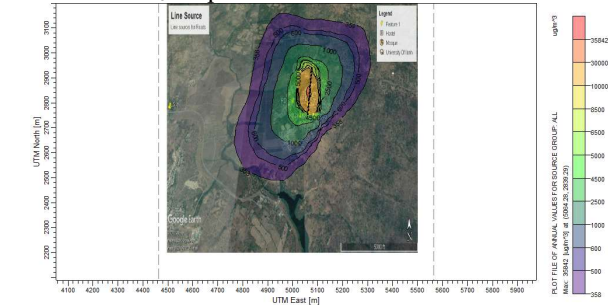 Line Source
Line source for Roads
Legend
Feature 1
Hostel
Mosque
University Of Ilorin
ug/m^3
35842
30000
10000
8500
6500
5000
4500
2500
1000
600
500
358
PLOT FILE OF ANNUAL VALUES FOR SOURCE GROUP: ALL
Max: 35842 [ug/m^3] at (5064.28, 2839.29)
UTM North [m]
3100
3000
2900
2800
2700
2600
2500
2400
2300
2200
Google Earth
4100 4200 4300 4400 4500 4600 4700 4800 4900 5000 5100 5200 5300 5400 5500 5600 5700 5800 5900
UTM East [m]